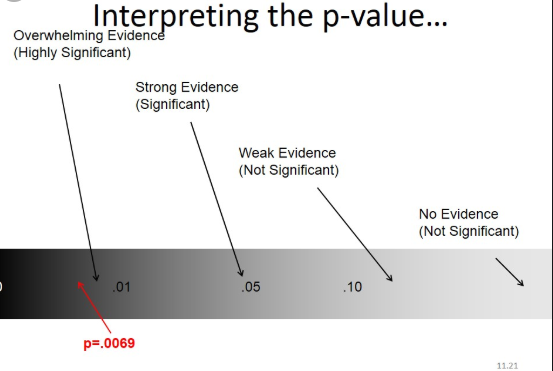 Interpreting the p-value...
Overwhelming Evidence
(Highly Significant)
Strong Evidence
(Significant)
Weak Evidence
(Not Significant)
No Evidence
(Not Significant)
0 .01 .05 .10
p=.0069
11.21